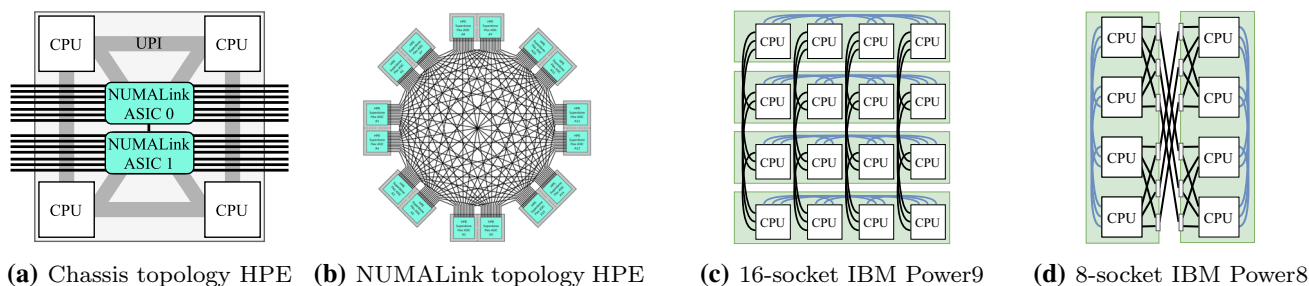 CPU UPI CPU
NUMALink
ASIC 0
NUMALink
ASIC 1
CPU CPU
CPU CPU CPU CPU
CPU CPU CPU CPU
CPU CPU CPU CPU
CPU CPU CPU CPU
CPU CPU
CPU CPU
CPU CPU
CPU CPU
(a) Chassis topology HPE (b) NUMALink topology HPE (c) 16-socket IBM Power9 (d) 8-socket IBM Power8